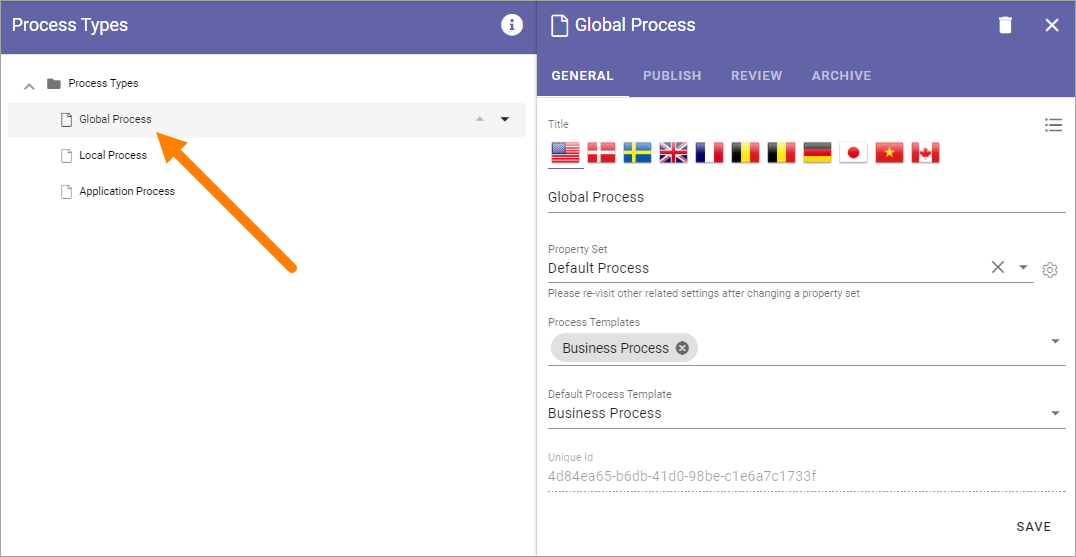 Process Types
Process Types
Global Process
Local Process
Application Process
Global Process
GENERAL PUBLISH REVIEW ARCHIVE
Title
Global Process
Property Set
Default Process
Please re-visit other related settings after changing a property set
Process Templates
Business Process
Default Process Template
Business Process
Unique Id
4d84ea65-b6db-41d0-98be-c1e6a7c1733f
SAVE